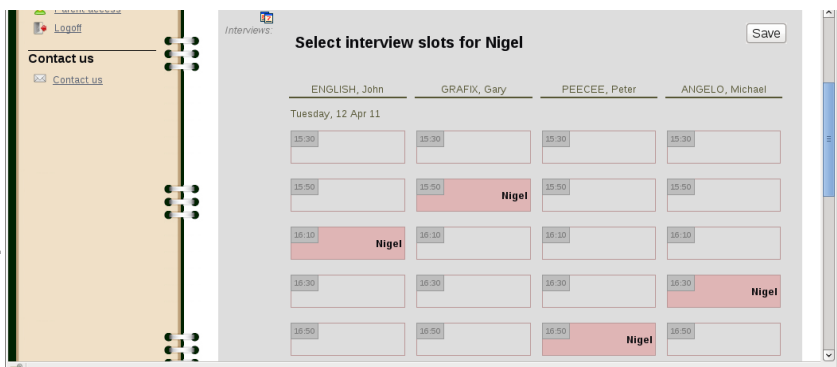 Parent access
Logoff
Contact us
Contact us
Interviews:
Select interview slots for Nigel
Save
ENGLISH, John GRAFIX, Gary PEECEE, Peter ANGELO, Michael
Tuesday, 12 Apr 11
15:30 15:30 15:30 15:30
15:50 15:50 Nigel 15:50 15:50
16:10 Nigel 16:10 16:10 16:10
16:30 16:30 16:30 16:30 Nigel
16:50 16:50 16:50 Nigel 16:50